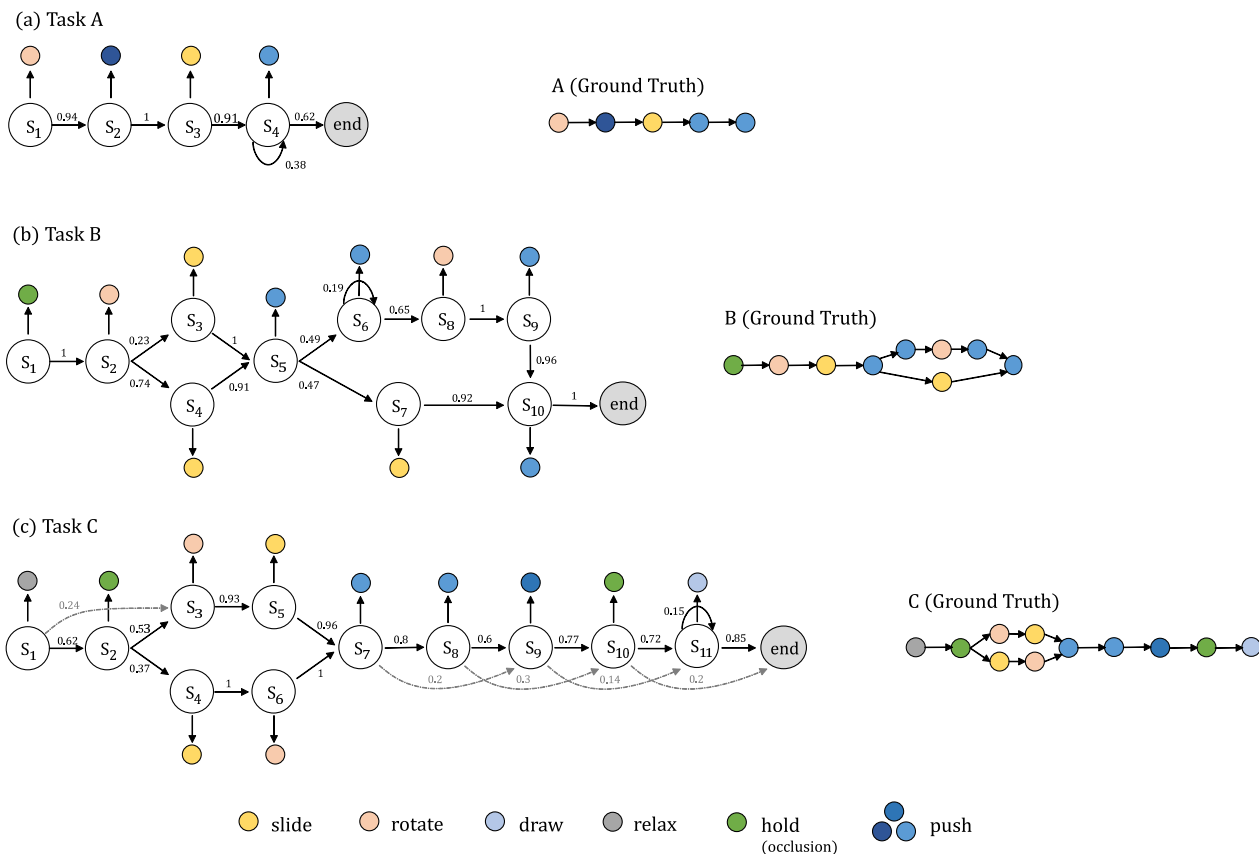 (a) Task A
S1 0.94 S2 1 S3 0.91 S4 0.62 end
0.38
A (Ground Truth)
(b) Task B
S1 1 S2 0.23 S3 1 S5 0.49 S6 0.65 S8 1 S9
0.19
0.74 S4 0.91 0.47 S7 0.92 S10 1 end
0.96
B (Ground Truth)
(c) Task C
S1 0.62 S2 0.53 S3 0.93 S5 0.96 S7 0.8 S8 0.6 S9 0.77 S10 0.72 S11 0.85 end
0.24
0.15
0.37 S4 1 S6 1
0.2 0.3 0.14 0.2
C (Ground Truth)
slide rotate draw relax hold push
(occlusion)